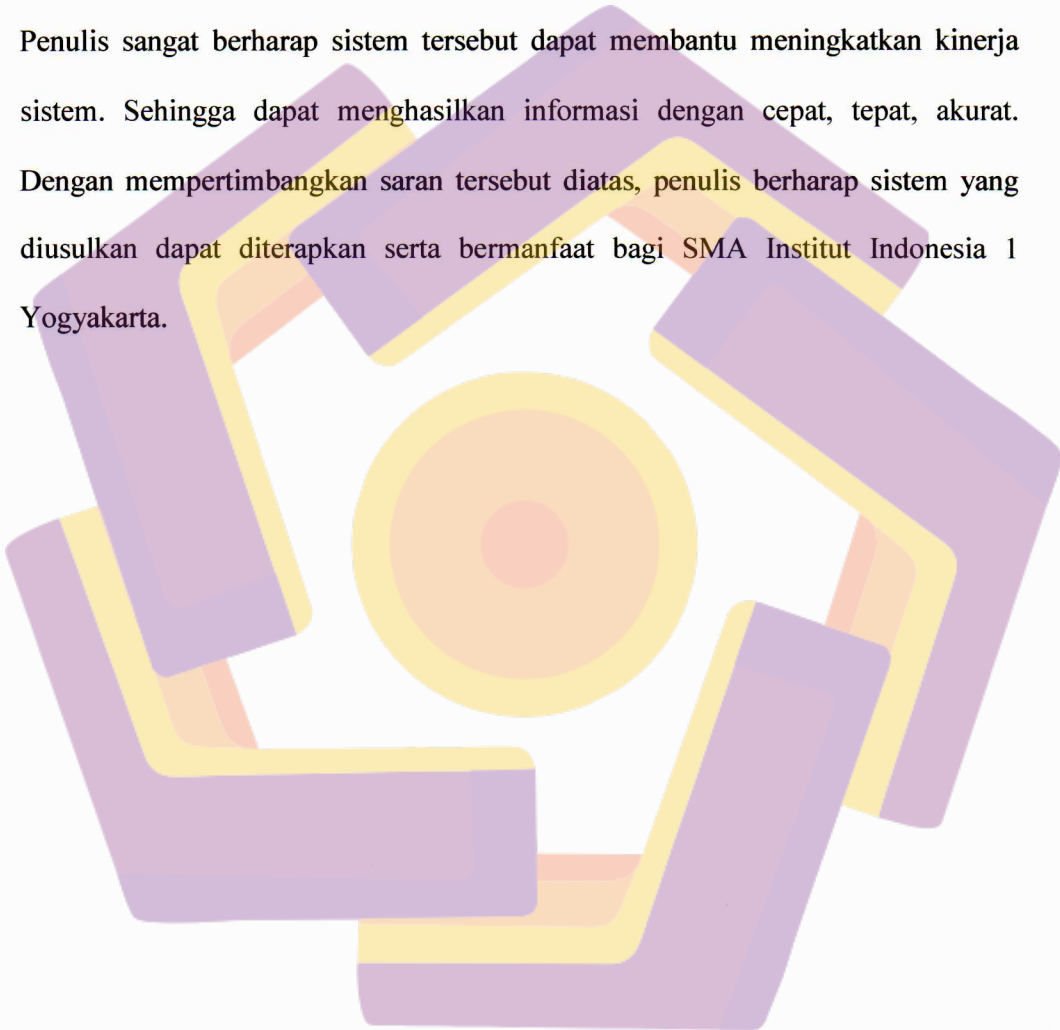 Penulis sangat berharap sistem tersebut dapat membantu meningkatkan kinerja
sistem. Sehingga dapat menghasilkan informasi dengan cepat, tepat, akurat.
Dengan mempertimbangkan saran tersebut diatas, penulis berharap sistem yang
diusulkan dapat diterapkan serta bermanfaat bagi SMA Institut Indonesia 1
Yogyakarta.